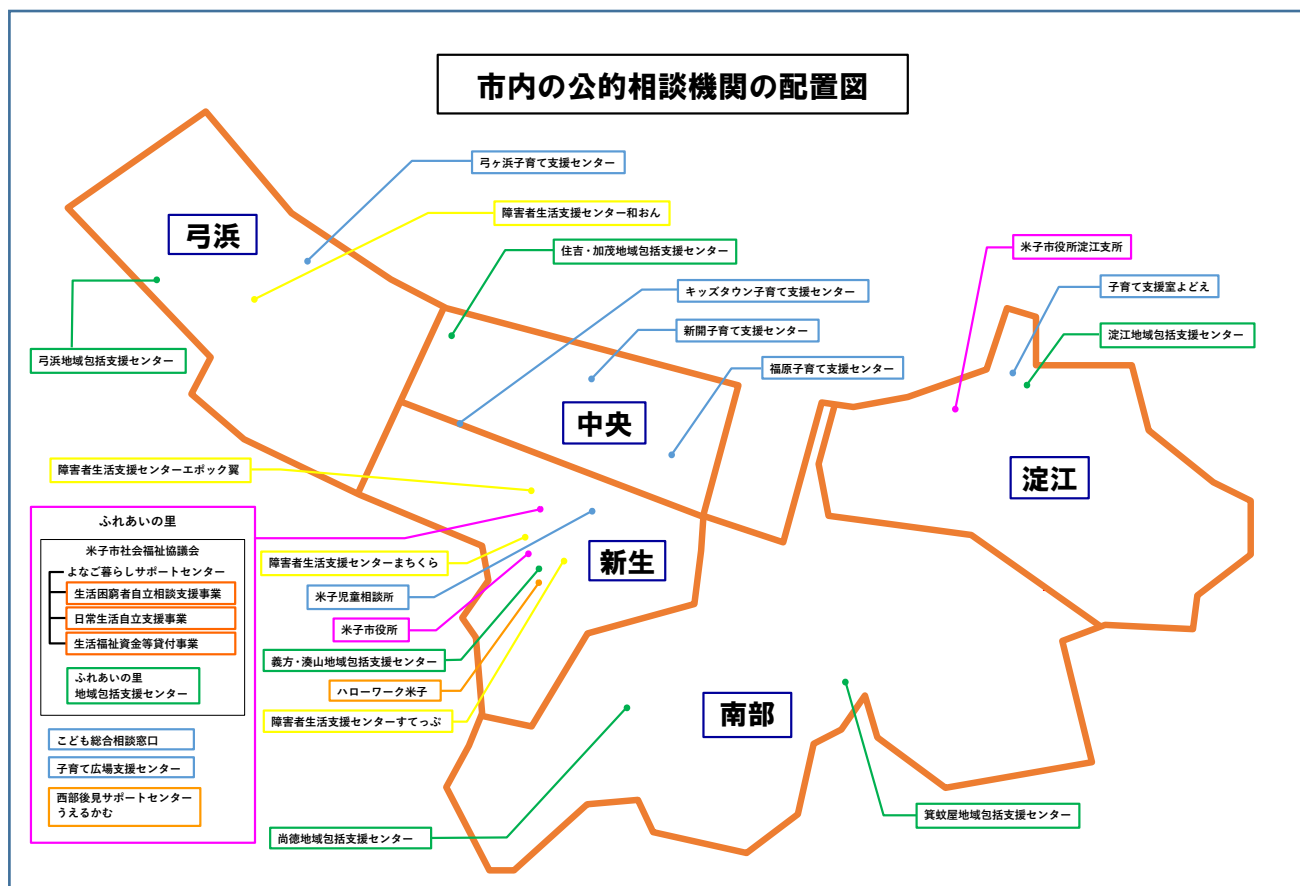 市内の公的相談機関の配置図
弓ヶ浜子育て支援センター
障害者生活支援センター和おん
弓浜
住吉・加茂地域包括支援センター
米子市役所淀江支所
キッズタウン子育て支援センター
子育て支援室よどえ
新開子育て支援センター
淀江地域包括支援センター
弓浜地域包括支援センター
福原子育て支援センター
中央
障害者生活支援センターエポック翼
淀江
ふれあいの里
米子市社会福祉協議会
よなご暮らしサポートセンター
生活困窮者自立相談支援事業
日常生活自立支援事業
生活福祉資金等貸付事業
ふれあいの里
地域包括支援センター
こども総合相談窓口
子育て広場支援センター
西部後見サポートセンター
うえるかむ
障害者生活支援センターまちくら
新生
米子児童相談所
米子市役所
義方・湊山地域包括支援センター
ハローワーク米子
障害者生活支援センターすてっぷ
南部
尚徳地域包括支援センター
箕蚊屋地域包括支援センター